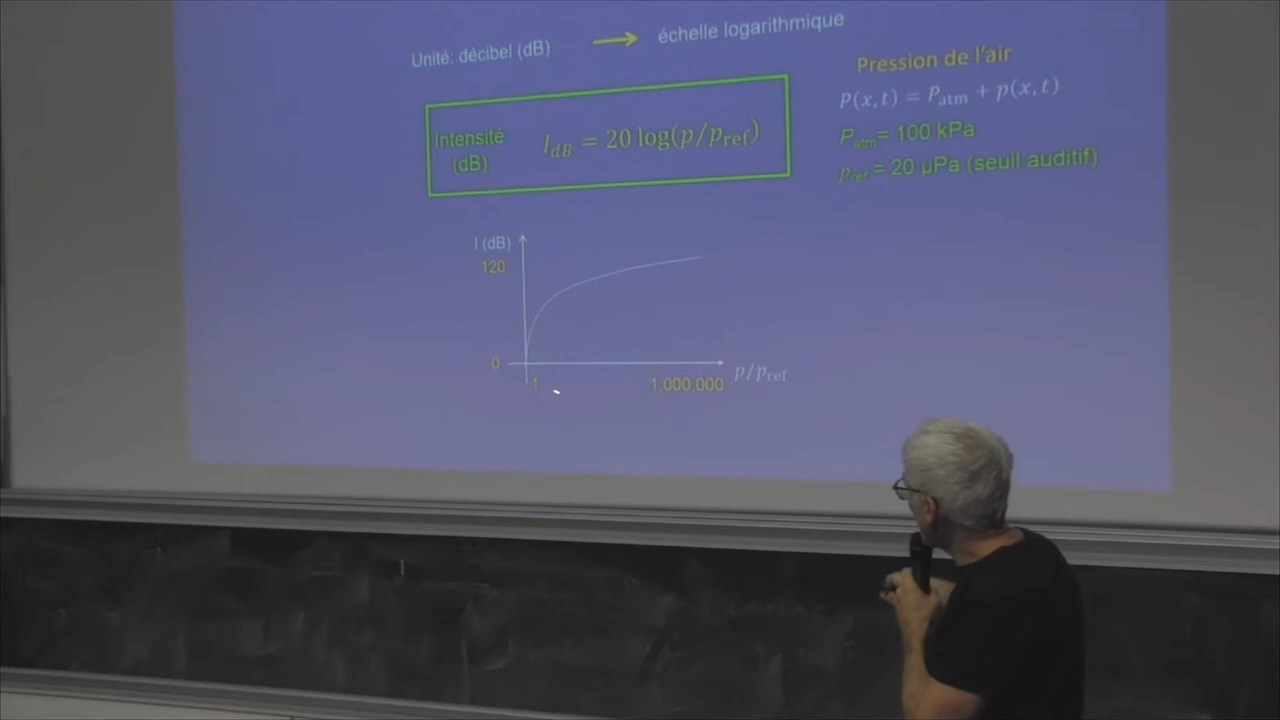 Unité: décibel (dB) → échelle logarithmique
Intensité
(dB)
I_dB = 20 log(p/p_ref)
Pression de l'air
P(x,t) = P_atm + p(x,t)
P_atm = 100 kPa
p_ref = 20 µPa (seuil auditif)
I (dB)
120
0
1
1,000,000
p/p_ref